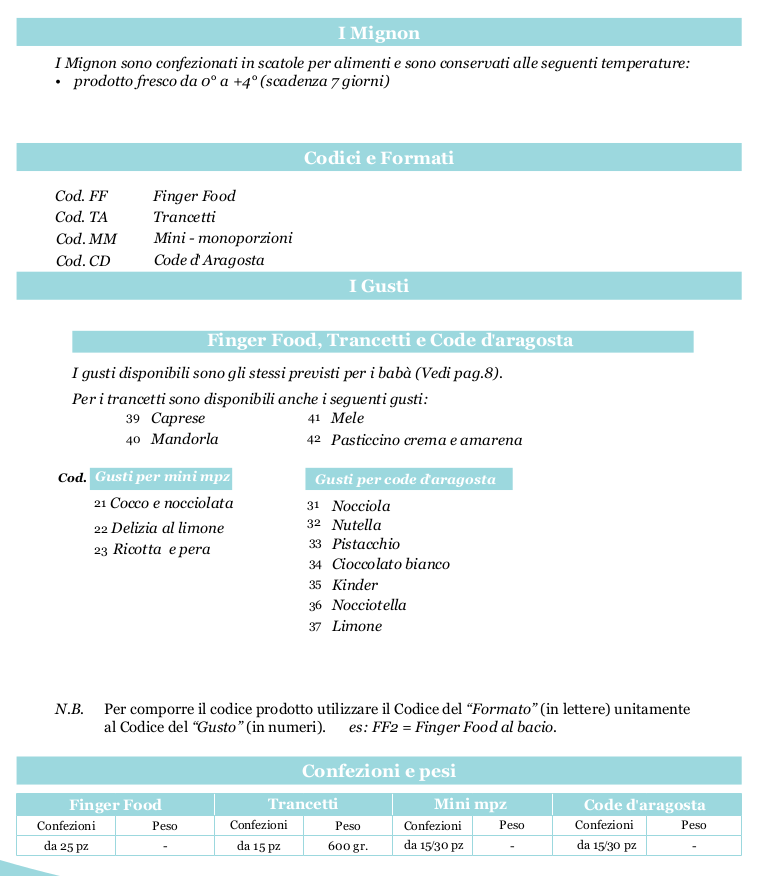 I Mignon
I Mignon sono confezionati in scatole per alimenti e sono conservati alle seguenti temperature:
• prodotto fresco da 0° a +4° (scadenza 7 giorni)
Codici e Formati
Cod. FF Finger Food
Cod. TA Trancetti
Cod. MM Mini - monoporzioni
Cod. CD Code d'Aragosta
I Gusti
Finger Food, Trancetti e Code d'aragosta
I gusti disponibili sono gli stessi previsti per i babà (Vedi pag.8).
Per i trancetti sono disponibili anche i seguenti gusti:
39 Caprese 41 Mele
40 Mandorla 42 Pasticcino crema e amarena
Cod. Gusti per mini mpz
21 Cocco e nocciolata
22 Delizia al limone
23 Ricotta e pera
Gusti per code d'aragosta
31 Nocciola
32 Nutella
33 Pistacchio
34 Cioccolato bianco
35 Kinder
36 Nocciotella
37 Limone
N.B. Per comporre il codice prodotto utilizzare il Codice del “Formato” (in lettere) unitamente
al Codice del “Gusto” (in numeri). es: FF2 = Finger Food al bacio.
Confezioni e pesi
Finger Food Trancetti Mini mpz Code d'aragosta
Confezioni Peso Confezioni Peso Confezioni Peso Confezioni Peso
da 25 pz - da 15 pz 600 gr. da 15/30 pz - da 15/30 pz -